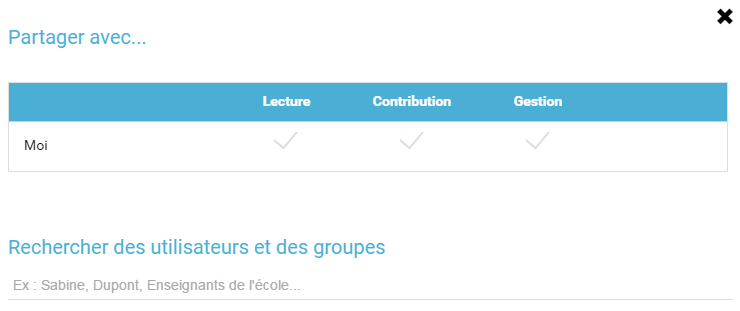 Partager avec...
Lecture Contribution Gestion
Moi
Rechercher des utilisateurs et des groupes
Ex : Sabine, Dupont, Enseignants de l'école...